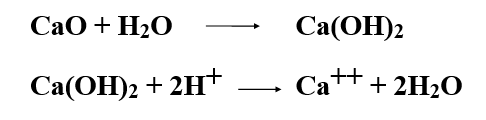 CaO + H₂O ⟶ Ca(OH)₂
Ca(OH)₂ + 2H⁺ ⟶ Ca⁺⁺ + 2H₂O